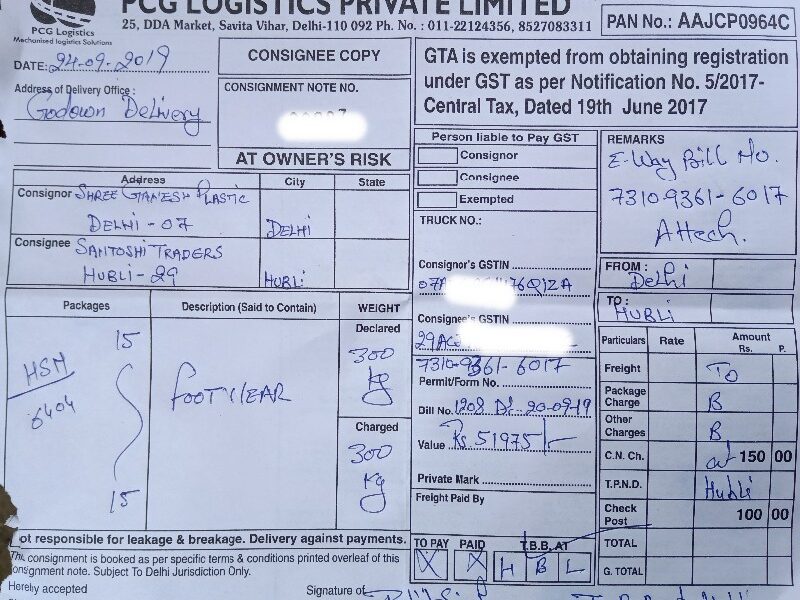 PCG LOGISTICS PRIVATE LIMITED
PCG Logistics
Mechanized logistics Solutions
25, DDA Market, Savita Vihar, Delhi-110 092 Ph. No. : 011-22124356, 8527083311
PAN No.: AAJCP0964C
DATE: 24-09-2019
CONSIGNEE COPY
GTA is exempted from obtaining registration
under GST as per Notification No. 5/2017-
Central Tax, Dated 19th June 2017
Address of Delivery Office :
Godown Delivery
CONSIGNMENT NOTE NO.
AT OWNER'S RISK
Person liable to Pay GST
Consignor
Consignee
Exempted
REMARKS
E-Way Bill No.
7310-9361-6017
Attech.
Address City State
Consignor SHREE GANESH PLASTIC
DELHI - 07 DELHI
Consignee SANTOSHI TRADERS
HUBLI - 29 HUBLI
TRUCK NO.:
Consignor's GSTIN
07A 76Q1ZA
Consignee's GSTIN
29AC
7310-9361-6017
Permit/Form No.
Bill No. 1208 Dt- 20-09-19
Value Rs 51975/-
Private Mark
Freight Paid By
FROM : Delhi
TO : HUBLI
Packages Description (Said to Contain) WEIGHT
Declared
15 300 kg
HSN
6404
FOOTWEAR
Charged
300 kg
15
Particulars Rate Amount
Rs. P.
Freight To
Package Charge B
Other Charges B
C.N. Ch. at 150 00
T.P.N.D. Hubli
Check Post 100 00
TOTAL
G. TOTAL
ot responsible for leakage & breakage. Delivery against payments.
TO PAY PAID T.B.B. AT
X X H B L
This consignment is booked as per specific terms & conditions printed overleaf of this
consignment note. Subject To Delhi Jurisdiction Only.
Hereby accepted
Signature of